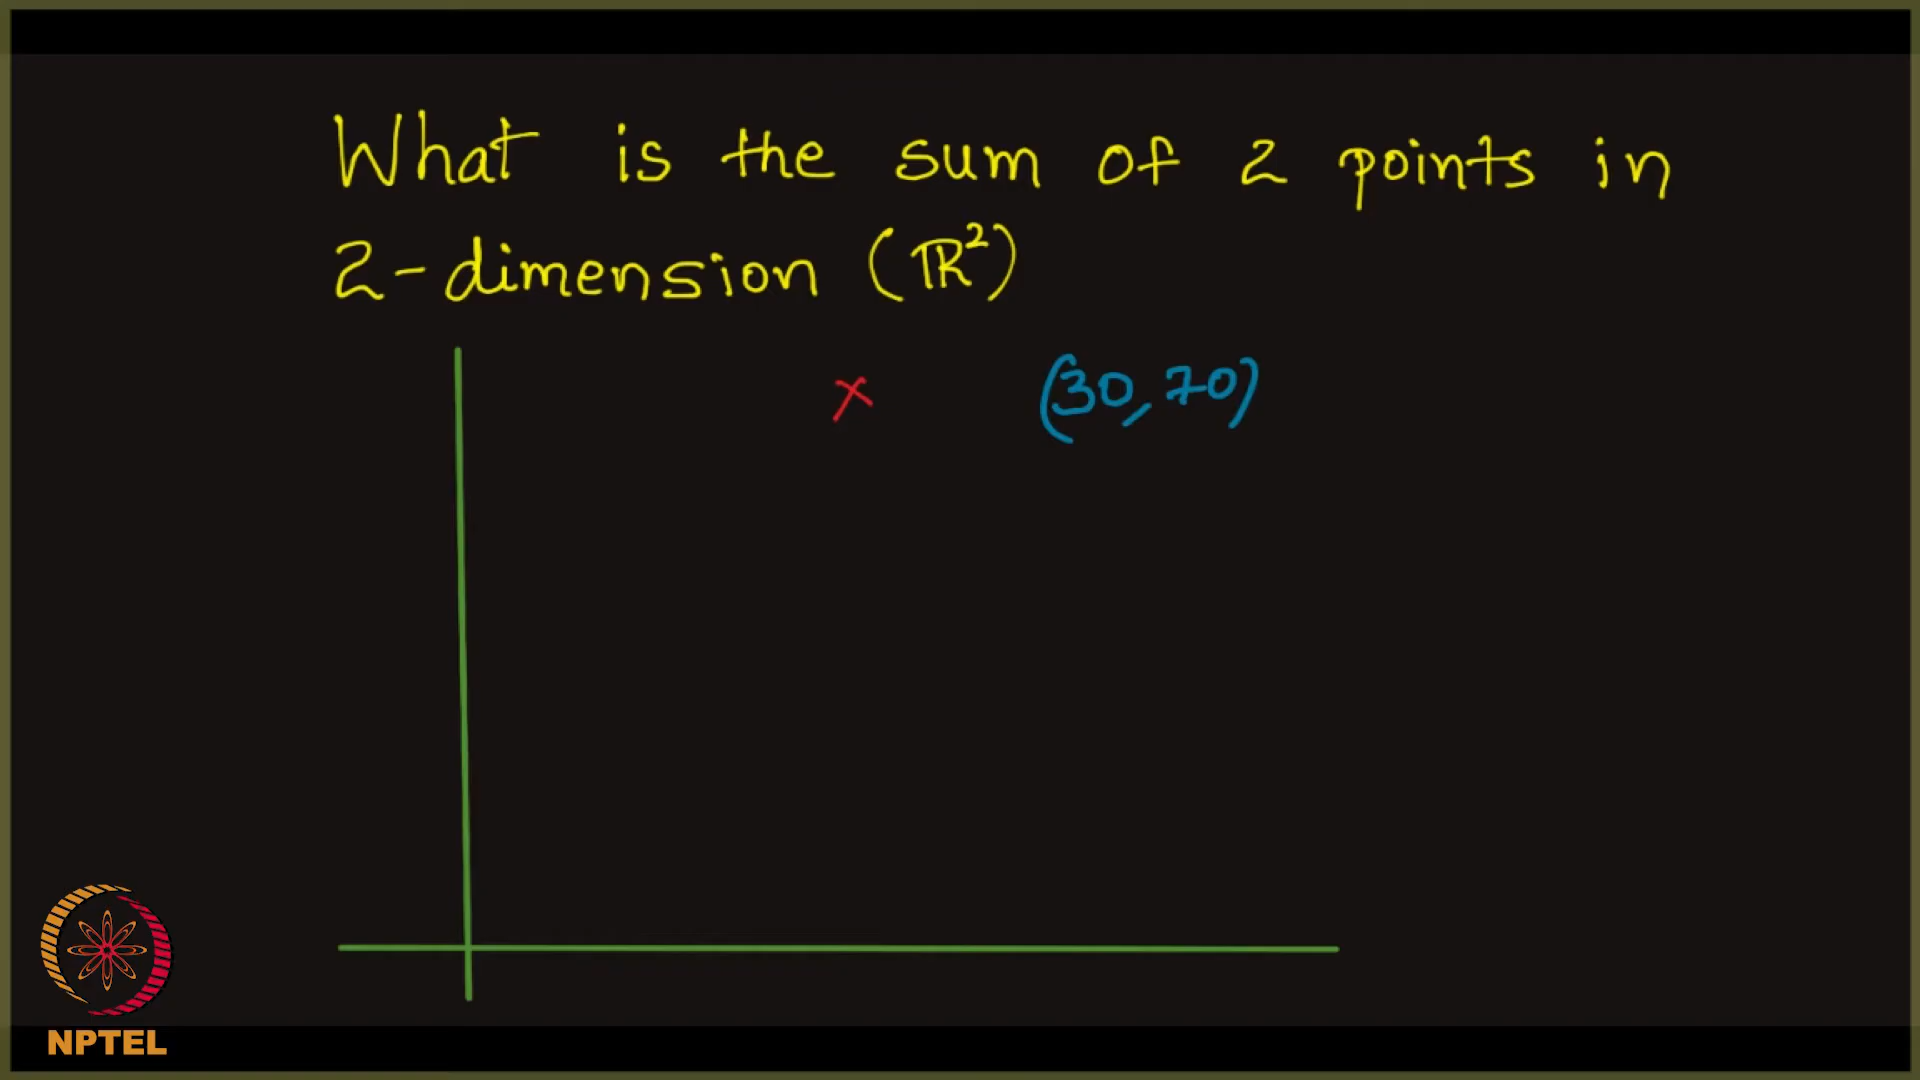 What is the sum of 2 points in
2-dimension (ℝ²)
x (30, 70)
NPTEL